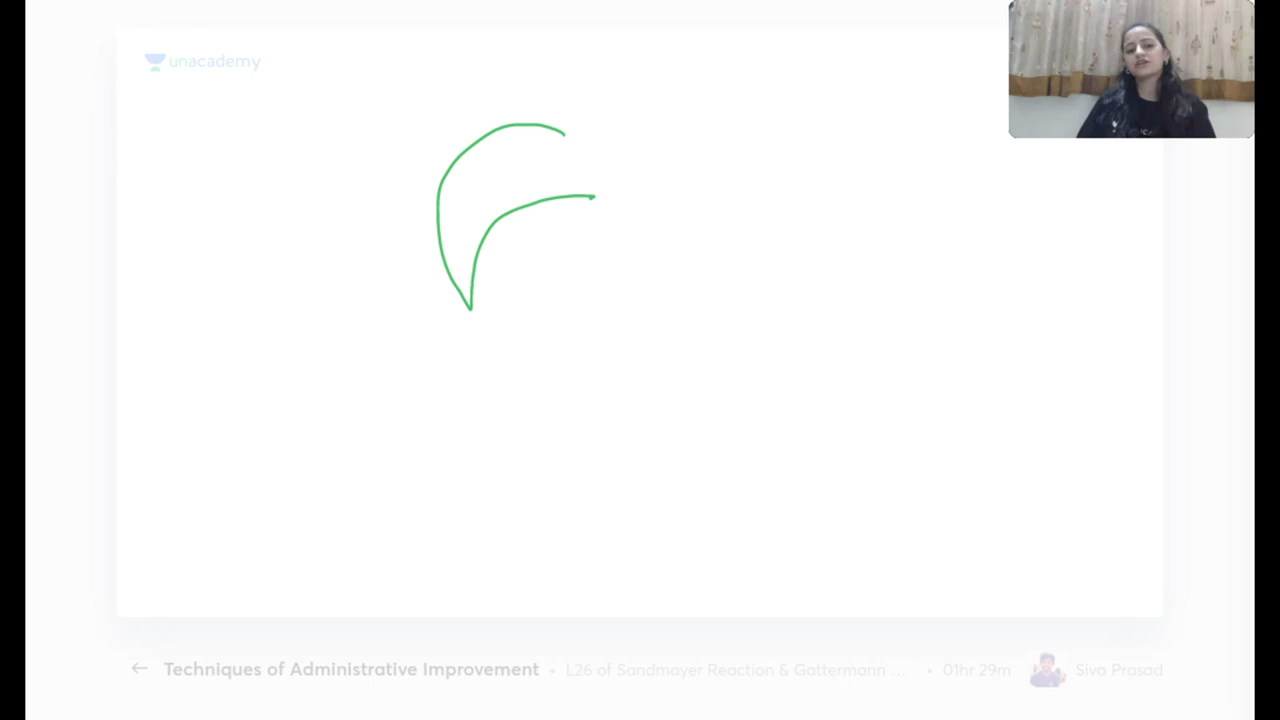 unacademy
← Techniques of Administrative Improvement • L26 of Sandmayer Reaction & Gattermann ... • 01hr 29m Siva Prasad